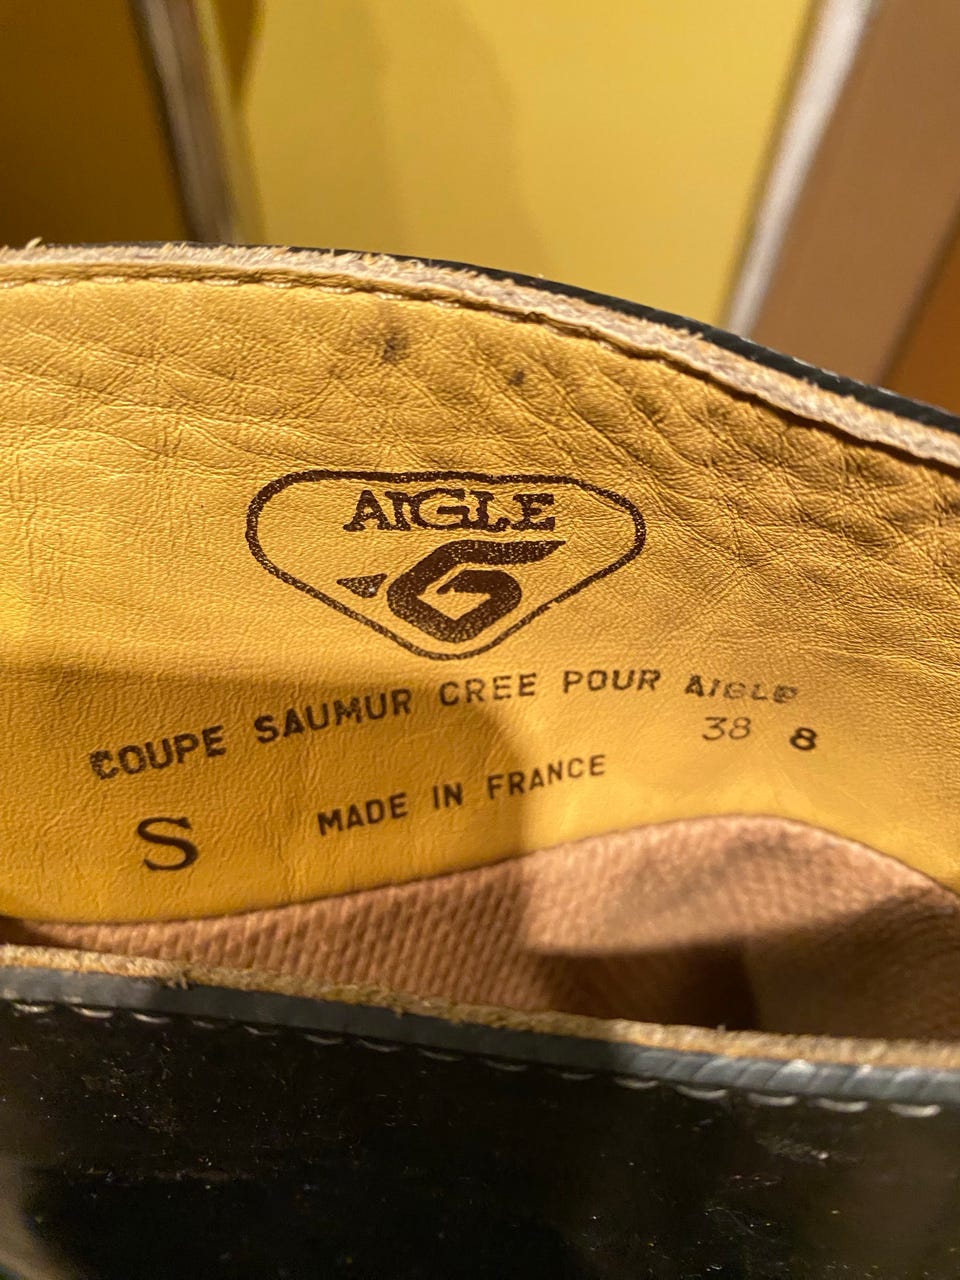 AIGLE
COUPE SAUMUR CREE POUR AIGLE
38 8
S MADE IN FRANCE